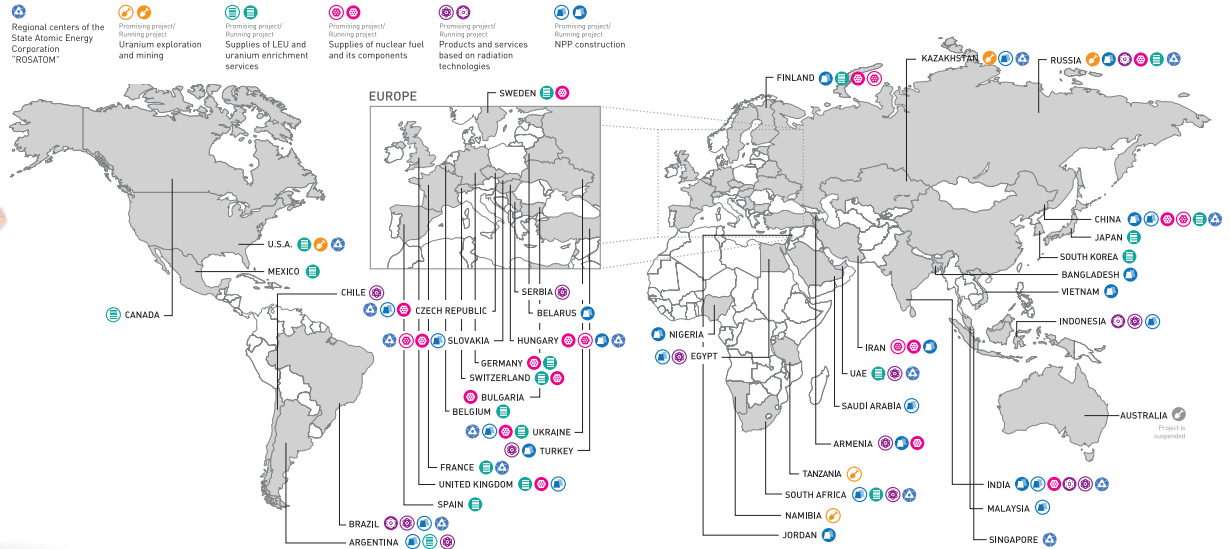 Regional centers of the
State Atomic Energy
Corporation
"ROSATOM"
Promising project/
Running project
Uranium exploration
and mining
Promising project/
Running project
Supplies of LEU and
uranium enrichment
services
Promising project/
Running project
Supplies of nuclear fuel
and its components
Promising project/
Running project
Products and services
based on radiation
technologies
Promising project/
Running project
NPP construction
EUROPE
SWEDEN
FINLAND
KAZAKHSTAN
RUSSIA
U.S.A.
MEXICO
CANADA
CHILE
CZECH REPUBLIC
SERBIA
BELARUS
SLOVAKIA
HUNGARY
GERMANY
SWITZERLAND
BULGARIA
BELGIUM
UKRAINE
TURKEY
FRANCE
UNITED KINGDOM
SPAIN
BRAZIL
ARGENTINA
NIGERIA
EGYPT
IRAN
UAE
SAUDI ARABIA
ARMENIA
TANZANIA
SOUTH AFRICA
NAMIBIA
JORDAN
CHINA
JAPAN
SOUTH KOREA
BANGLADESH
VIETNAM
INDONESIA
AUSTRALIA
Project is
suspended
INDIA
MALAYSIA
SINGAPORE